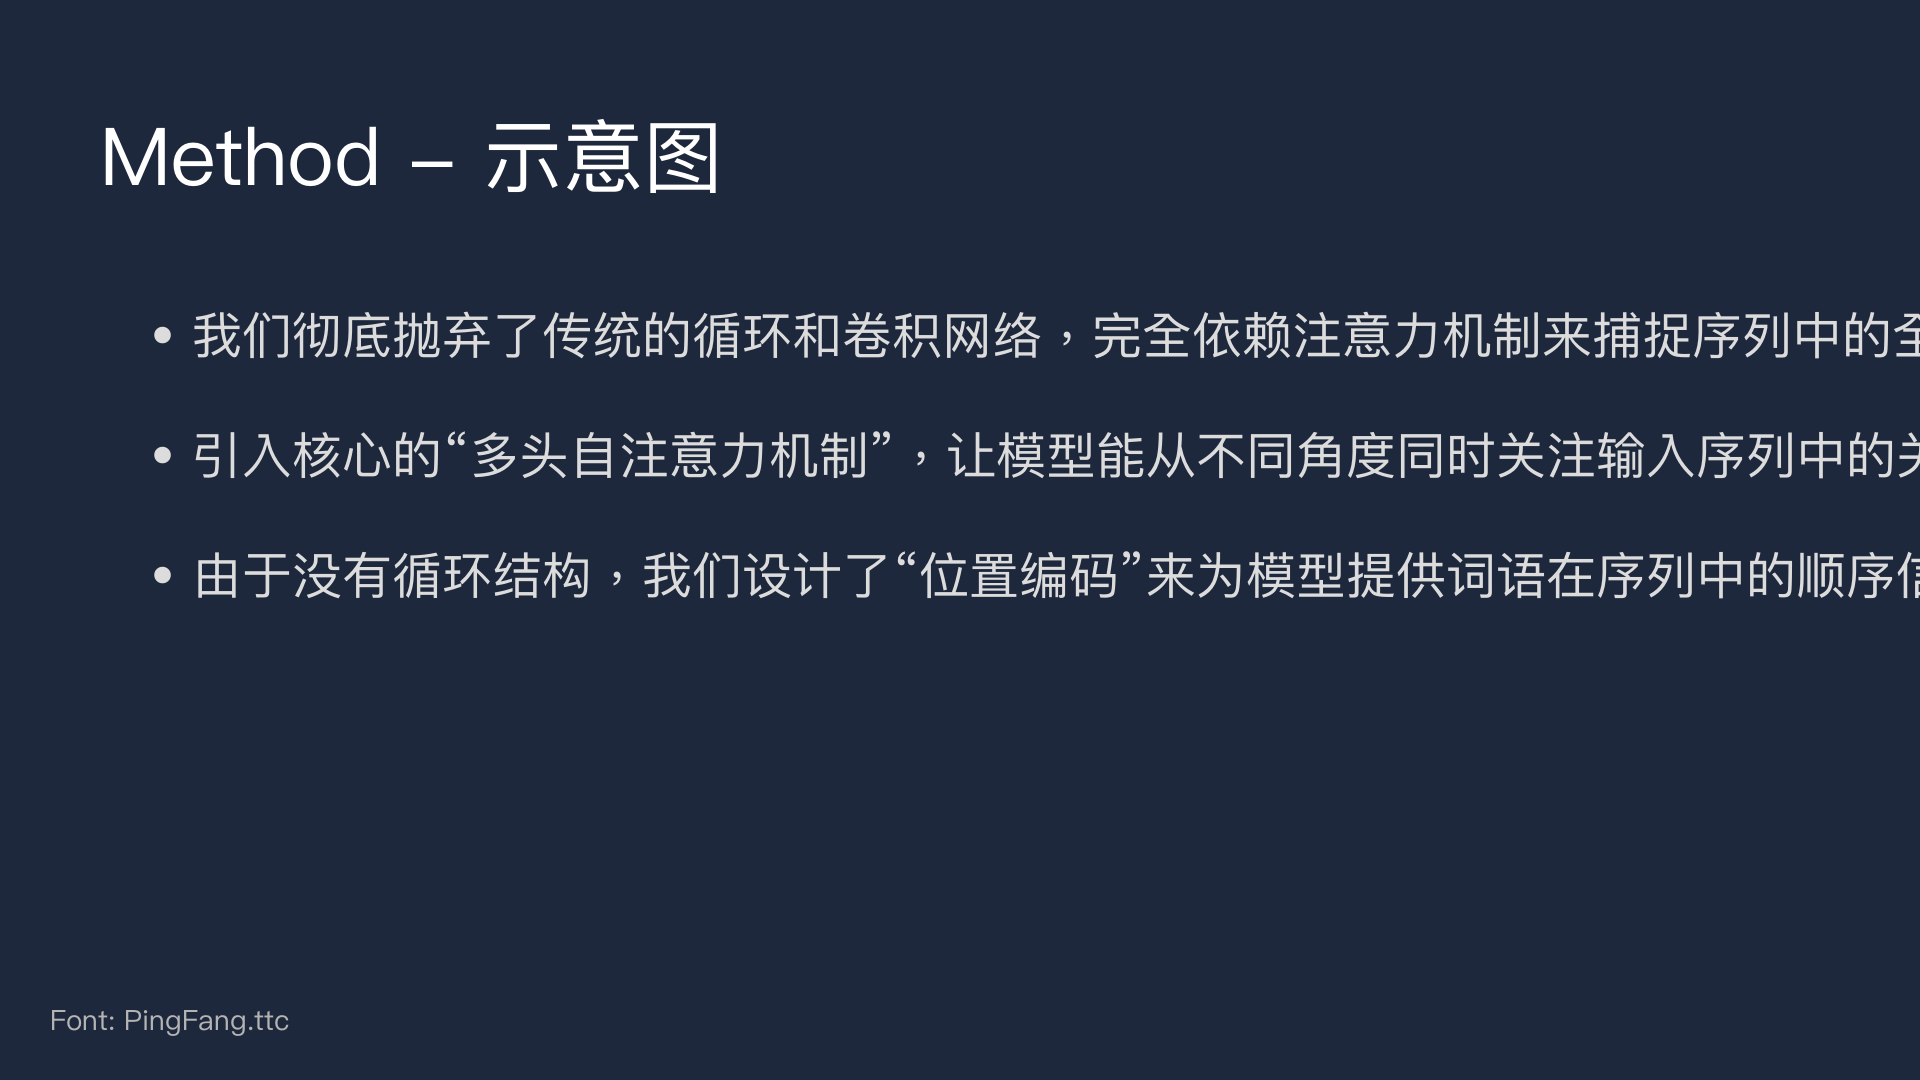 Method – 示意图
• 我们彻底抛弃了传统的循环和卷积网络，完全依赖注意力机制来捕捉序列中的全
• 引入核心的“多头自注意力机制”，让模型能从不同角度同时关注输入序列中的关
• 由于没有循环结构，我们设计了“位置编码”来为模型提供词语在序列中的顺序信
Font: PingFang.ttc